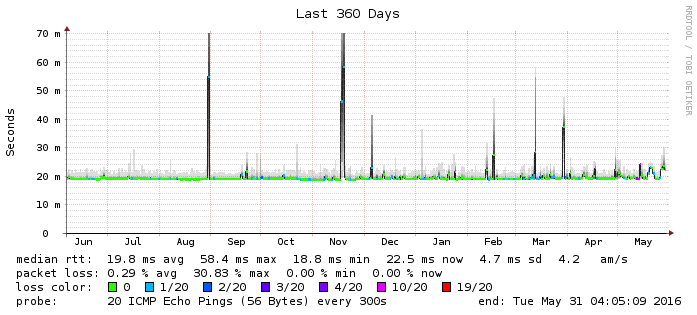 Last 360 Days
RRDTOOL / TOBI OETIKER
Seconds
70 m
60 m
50 m
40 m
30 m
20 m
10 m
0
Jun Jul Aug Sep Oct Nov Dec Jan Feb Mar Apr May
median rtt: 19.8 ms avg 58.4 ms max 18.8 ms min 22.5 ms now 4.7 ms sd 4.2 am/s
packet loss: 0.29 % avg 30.83 % max 0.00 % min 0.00 % now
loss color: 0 1/20 2/20 3/20 4/20 10/20 19/20
probe: 20 ICMP Echo Pings (56 Bytes) every 300s end: Tue May 31 04:05:09 2016